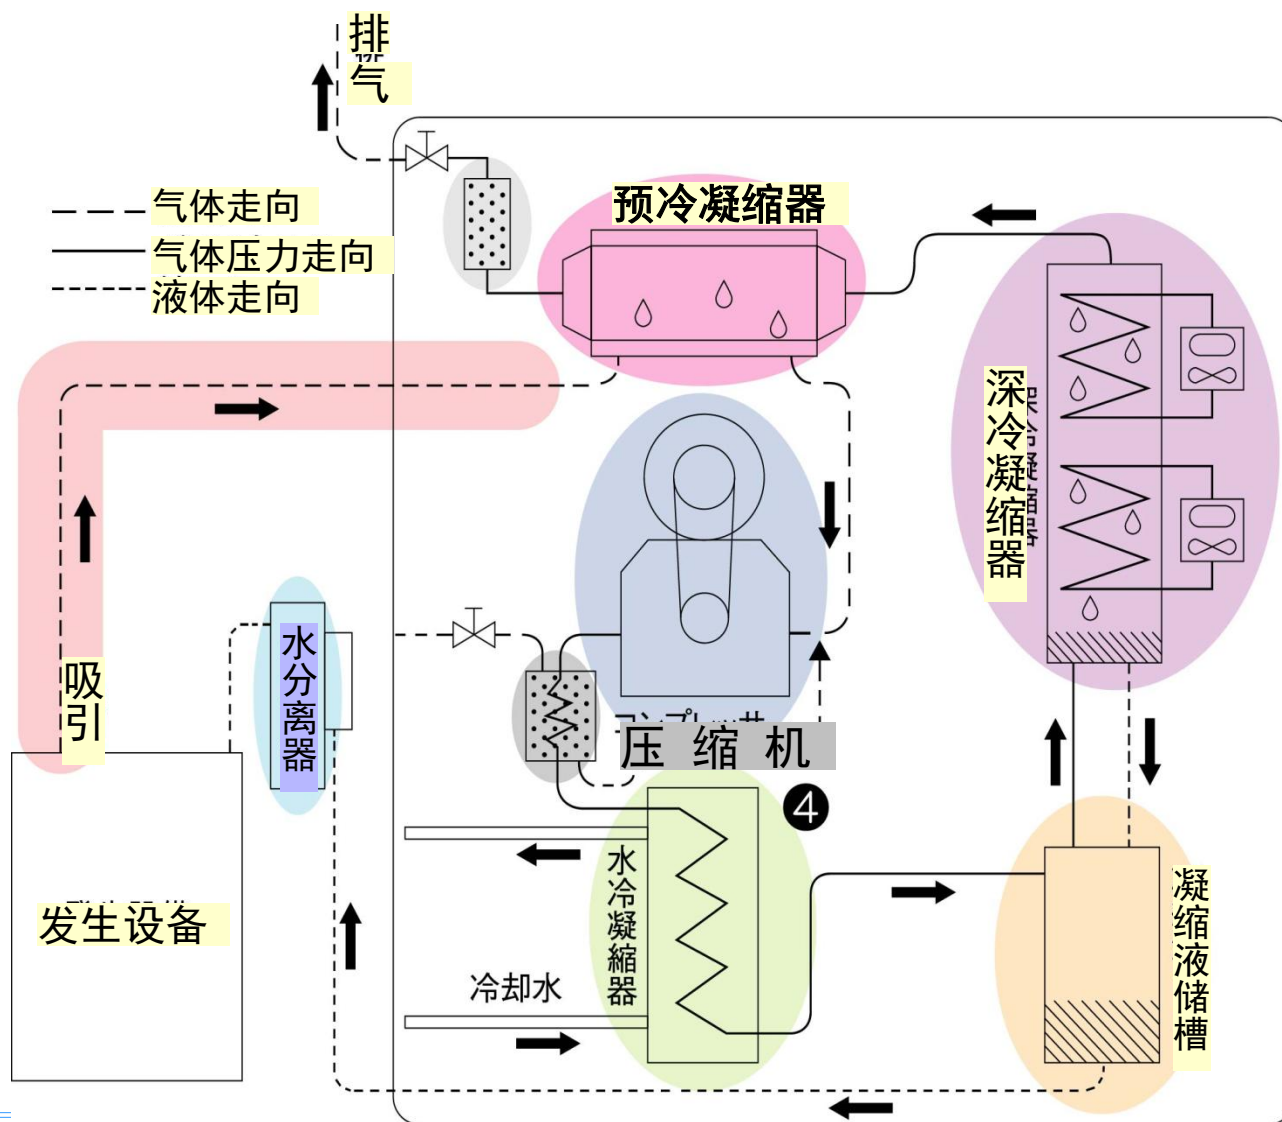 排
气
气体走向
气体压力走向
液体走向
预冷凝缩器
深冷凝缩器
吸引
水分离器
压 缩 机
4
水冷凝縮器
冷却水
发生设备
凝缩液储槽